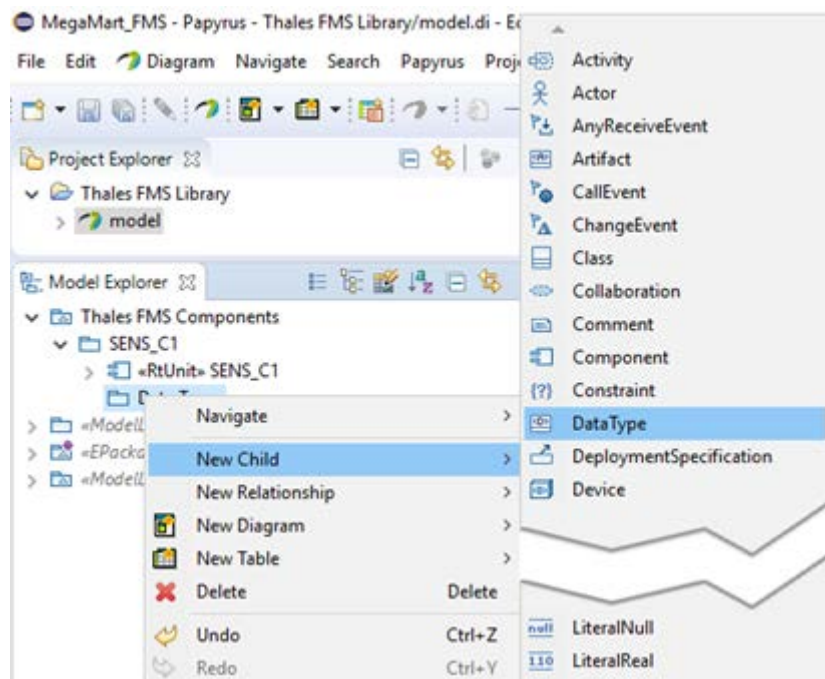 MegaMart_FMS - Papyrus - Thales FMS Library/model.di - Ec
File Edit Diagram Navigate Search Papyrus Proj
Project Explorer
Thales FMS Library
model
Model Explorer
Thales FMS Components
SENS_C1
«RtUnit» SENS_C1
«ModelL
«EPacka
«ModelL
Navigate
New Child
New Relationship
New Diagram
New Table
Delete Delete
Undo Ctrl+Z
Redo Ctrl+Y
Activity
Actor
AnyReceiveEvent
Artifact
CallEvent
ChangeEvent
Class
Collaboration
Comment
Component
{?} Constraint
DataType
DeploymentSpecification
Device
null LiteralNull
110 LiteralReal